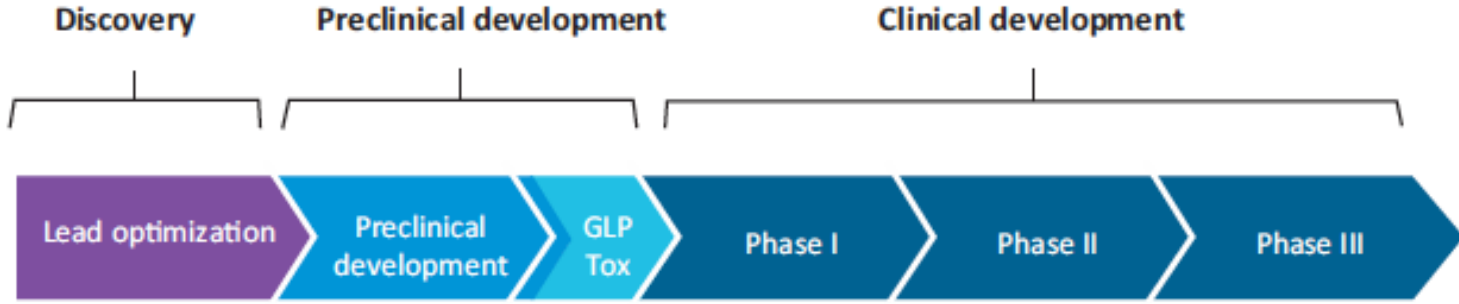 Discovery
Preclinical development
Clinical development
Lead optimization
Preclinical
development
GLP
Tox
Phase I
Phase II
Phase III